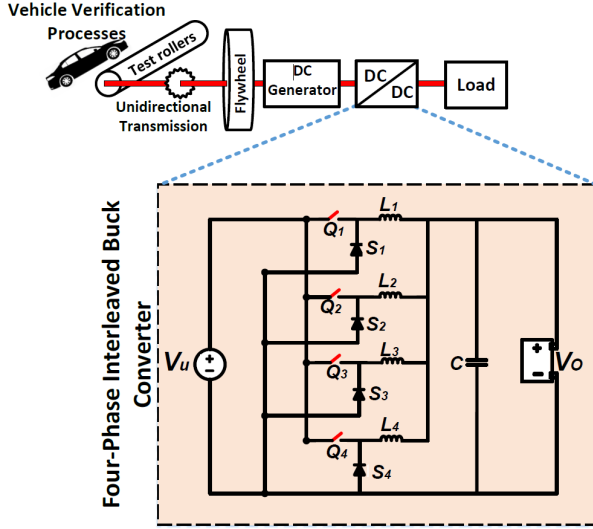 Vehicle Verification
Processes
Test rollers
Unidirectional
Transmission
Flywheel
DC
Generator
DC
DC
Load
Four-Phase Interleaved Buck
Converter
L1
Q1
S1
L2
Q2
S2
L3
Q3
S3
L4
Q4
S4
Vu
+
−
C
+
-
VO